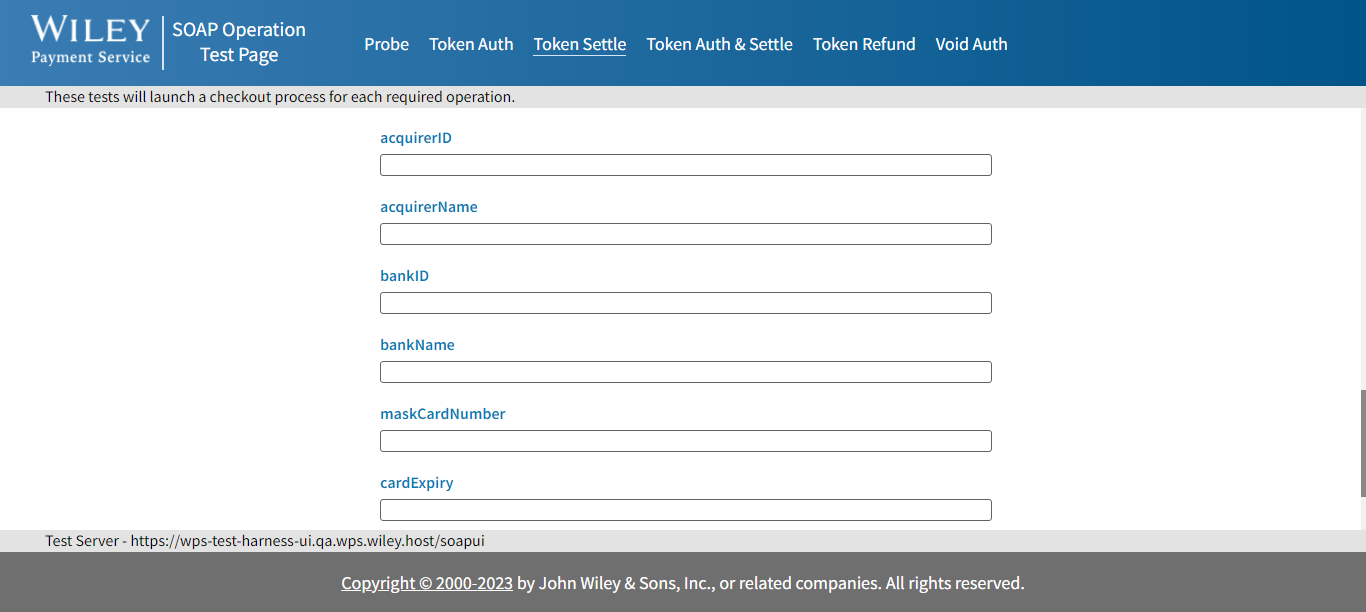 WILEY
Payment Service
SOAP Operation
Test Page
Probe Token Auth Token Settle Token Auth & Settle Token Refund Void Auth
These tests will launch a checkout process for each required operation.
acquirerID
acquirerName
bankID
bankName
maskCardNumber
cardExpiry
Test Server - https://wps-test-harness-ui.qa.wps.wiley.host/soapui
Copyright © 2000-2023 by John Wiley & Sons, Inc., or related companies. All rights reserved.